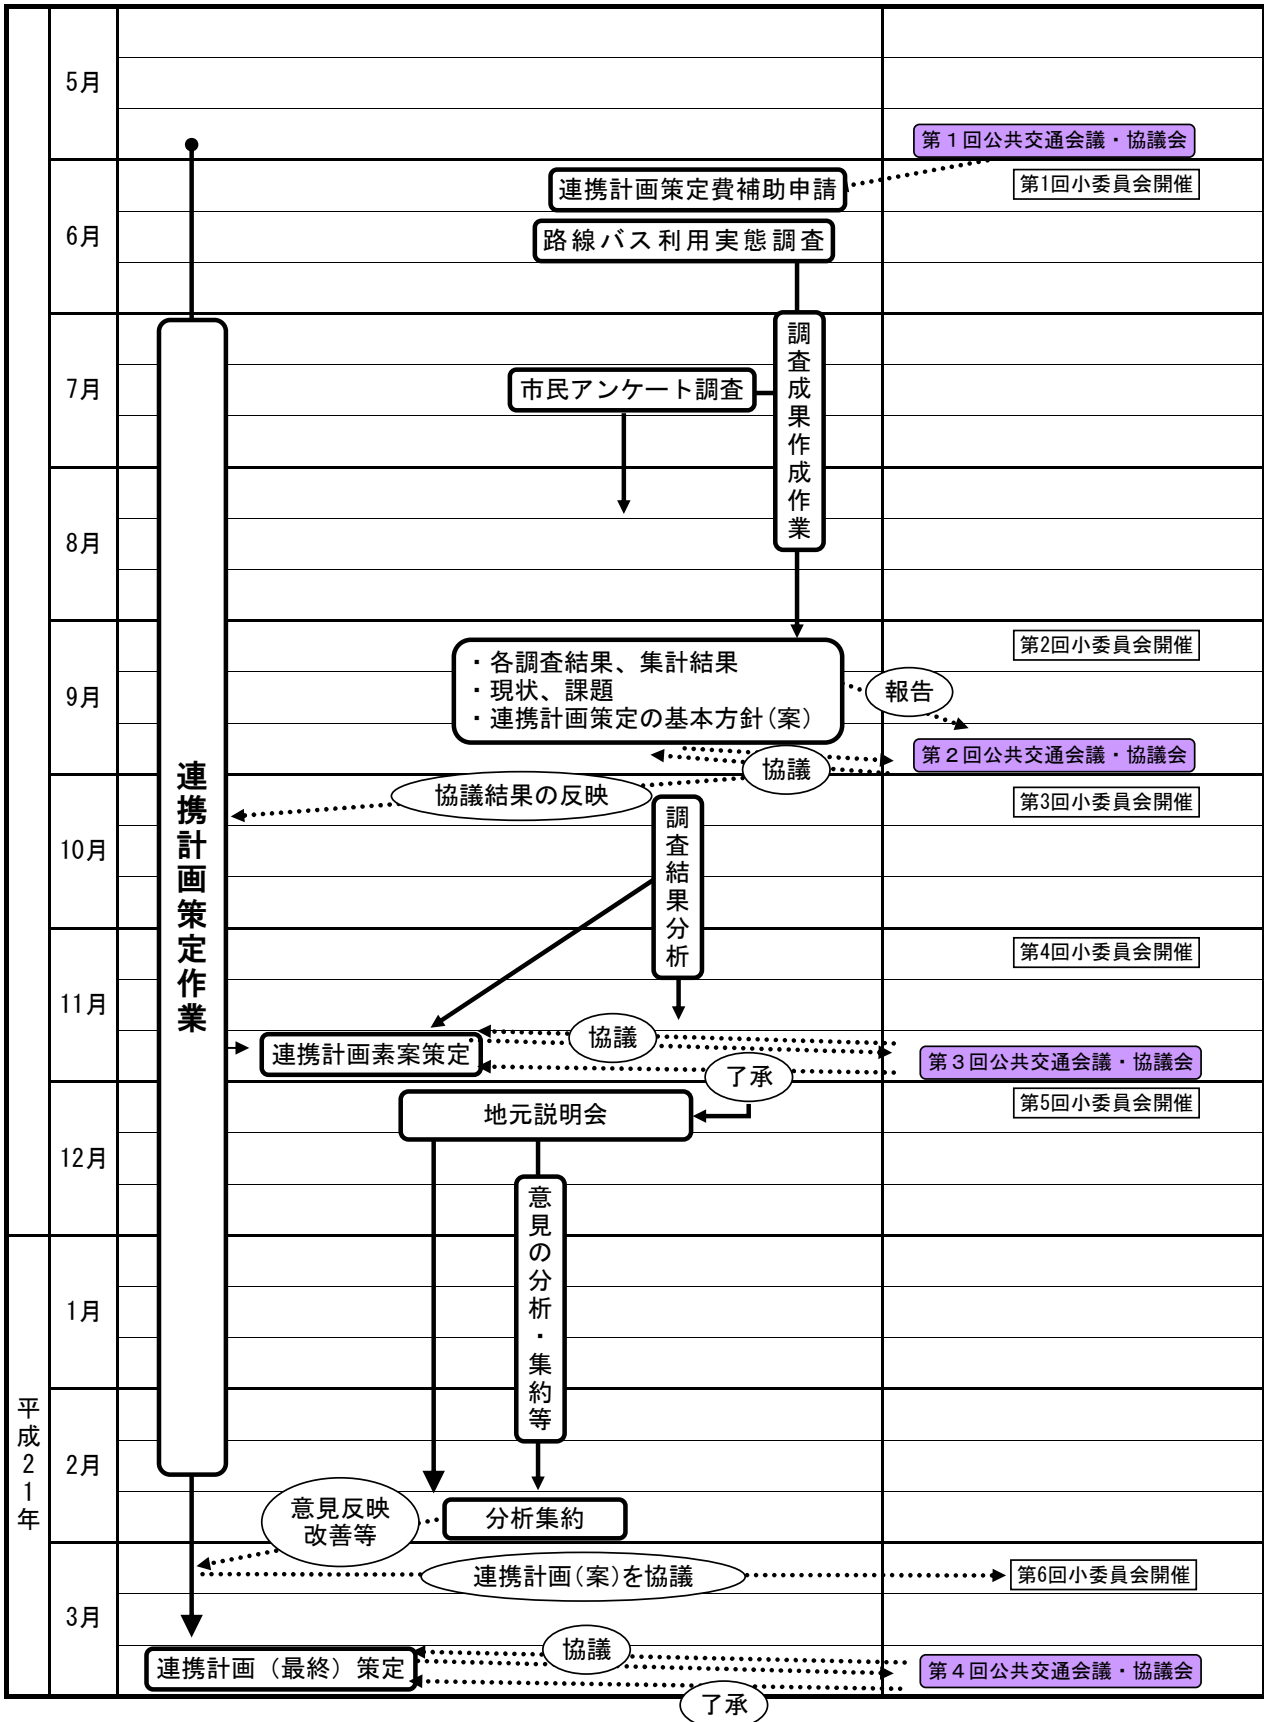 5月
第1回公共交通会議・協議会
連携計画策定費補助申請
第1回小委員会開催
6月
路線バス利用実態調査
調査成果作成作業
7月
市民アンケート調査
8月
連携計画策定作業
9月
・各調査結果、集計結果
・現状、課題
・連携計画策定の基本方針(案)
第2回小委員会開催
報告
第2回公共交通会議・協議会
協議
協議結果の反映
第3回小委員会開催
10月
調査結果分析
第4回小委員会開催
11月
協議
連携計画素案策定
第3回公共交通会議・協議会
了承
第5回小委員会開催
地元説明会
12月
意見の分析・集約等
平成21年
1月
2月
意見反映
改善等
分析集約
連携計画(案)を協議
第6回小委員会開催
3月
協議
連携計画(最終)策定
第4回公共交通会議・協議会
了承